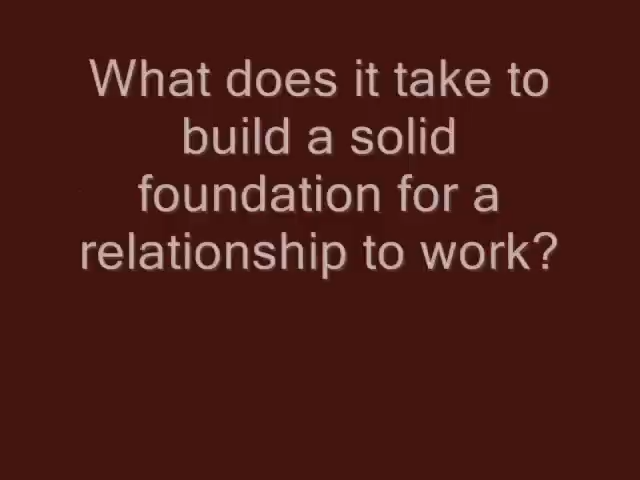 What does it take to
build a solid
foundation for a
relationship to work?